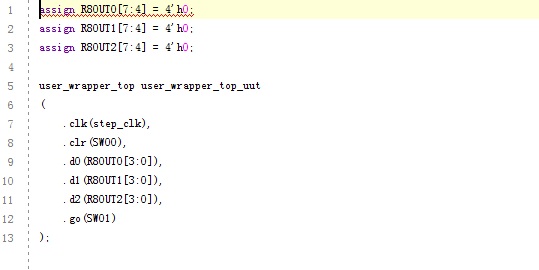 1 assign R8OUT0[7:4] = 4'h0;
2 assign R8OUT1[7:4] = 4'h0;
3 assign R8OUT2[7:4] = 4'h0;
4
5 user_wrapper_top user_wrapper_top_uut
6 (
7 .clk(step_clk),
8 .clr(SW00),
9 .d0(R8OUT0[3:0]),
10 .d1(R8OUT1[3:0]),
11 .d2(R8OUT2[3:0]),
12 .go(SW01)
13 );